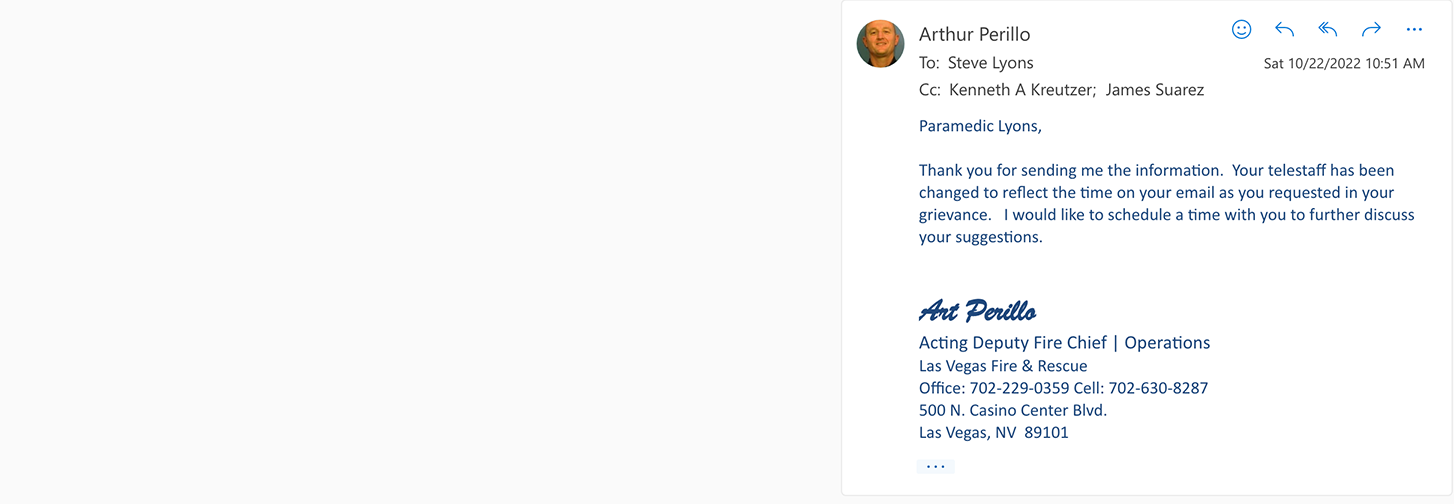 Arthur Perillo
To: Steve Lyons
Sat 10/22/2022 10:51 AM
Cc: Kenneth A Kreutzer; James Suarez
Paramedic Lyons,
Thank you for sending me the information. Your telestaff has been
changed to reflect the time on your email as you requested in your
grievance. I would like to schedule a time with you to further discuss
your suggestions.
Art Perillo
Acting Deputy Fire Chief | Operations
Las Vegas Fire & Rescue
Office: 702-229-0359 Cell: 702-630-8287
500 N. Casino Center Blvd.
Las Vegas, NV 89101